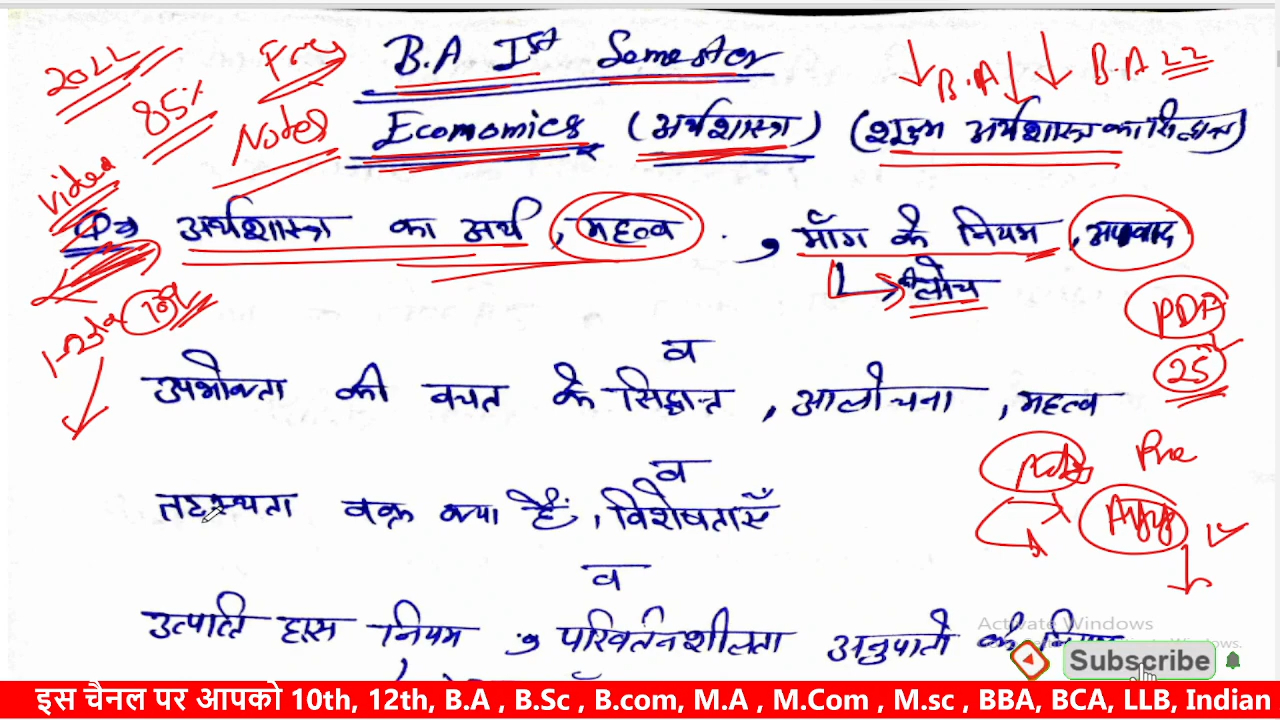 B.A Ist Semester
Economics (अर्थशास्त्र) (सूक्ष्म अर्थशास्त्र का सिद्धान्त)
2022
85%
Free
Notes
Video
B.A
B.A 22
अर्थशास्त्र का अर्थ, महत्व , माँग के नियम, अपवाद
लोच
PDF
25
व
उपभोक्ता की बचत के सिद्धान्त, आलोचना, महत्व
व
तटस्थता वक्र क्या हैं, विशेषताएँ
व
उत्पत्ति ह्रास नियम, परिवर्तनशीलता अनुपातों के नियम
Activate Windows
Subscribe
इस चैनल पर आपको 10th, 12th, B.A , B.Sc , B.com, M.A , M.Com , M.sc , BBA, BCA, LLB, Indian